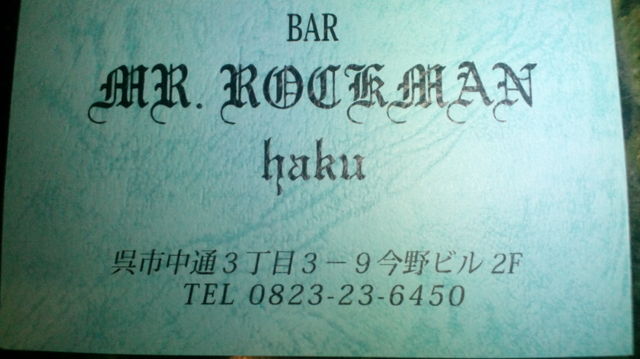 BAR
MR. ROCKMAN
haku
呉市中通３丁目３－９今野ビル 2F
TEL 0823-23-6450